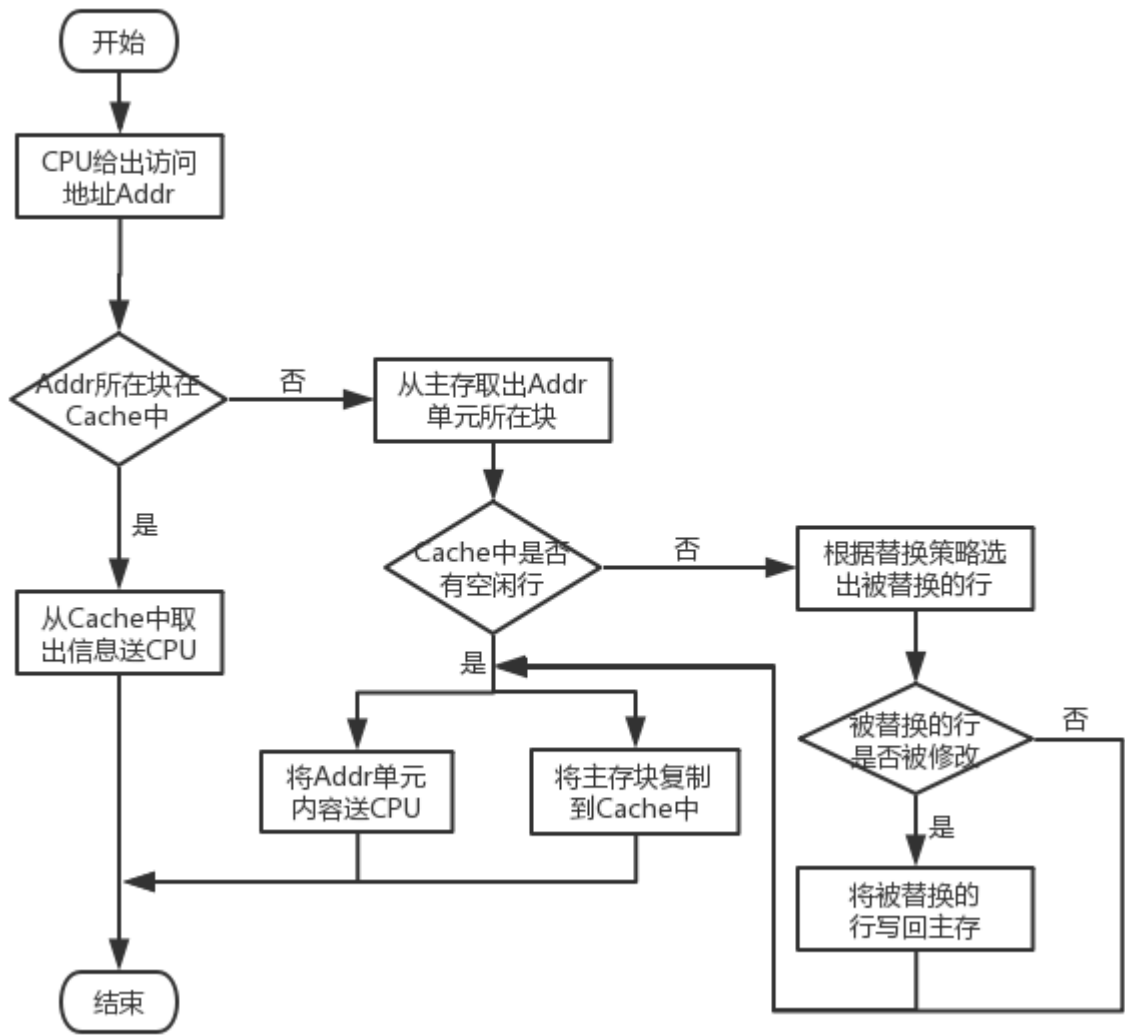 开始
CPU给出访问
地址Addr
Addr所在块在
Cache中
否
从主存取出Addr
单元所在块
是
Cache中是否
有空闲行
否
根据替换策略选
出被替换的行
从Cache中取
出信息送CPU
是
被替换的行
是否被修改
否
将Addr单元
内容送CPU
将主存块复制
到Cache中
是
将被替换的
行写回主存
结束